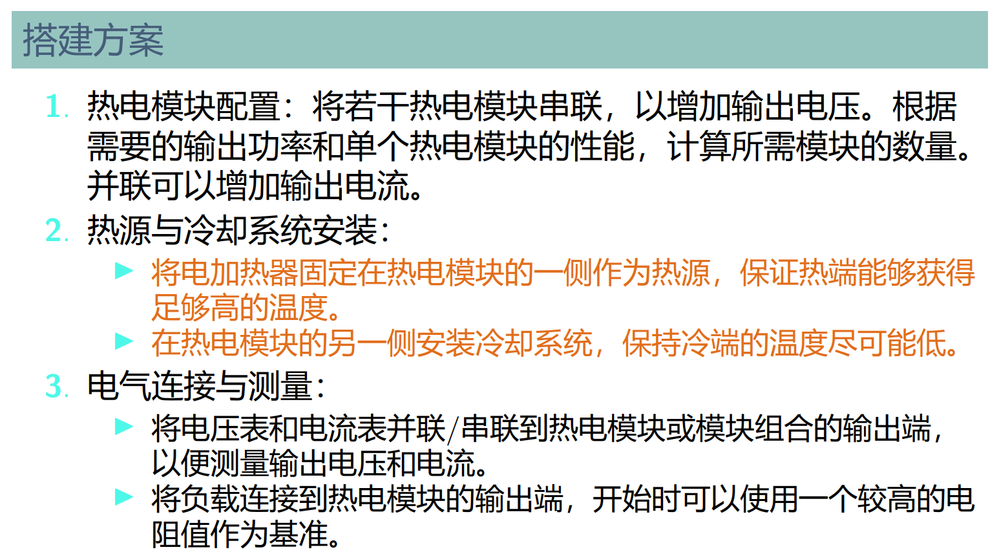 搭建方案
1. 热电模块配置：将若干热电模块串联，以增加输出电压。根据
需要的输出功率和单个热电模块的性能，计算所需模块的数量。
并联可以增加输出电流。
2. 热源与冷却系统安装：
▶ 将电加热器固定在热电模块的一侧作为热源，保证热端能够获得
足够高的温度。
▶ 在热电模块的另一侧安装冷却系统，保持冷端的温度尽可能低。
3. 电气连接与测量：
▶ 将电压表和电流表并联/串联到热电模块或模块组合的输出端，
以便测量输出电压和电流。
▶ 将负载连接到热电模块的输出端，开始时可以使用一个较高的电
阻值作为基准。